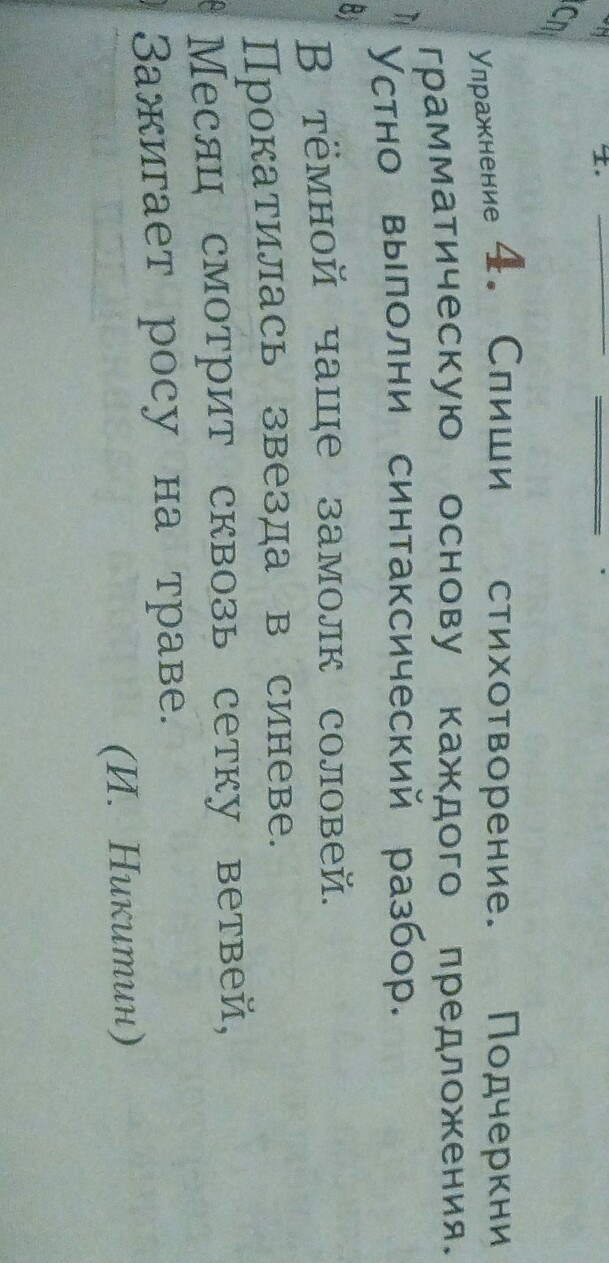 4.
Упражнение 4. Спиши стихотворение. Подчеркни
грамматическую основу каждого предложения.
Устно выполни синтаксический разбор.
В тёмной чаще замолк соловей.
Прокатилась звезда в синеве.
Месяц смотрит сквозь сетку ветвей,
Зажигает росу на траве.
(И. Никитин)